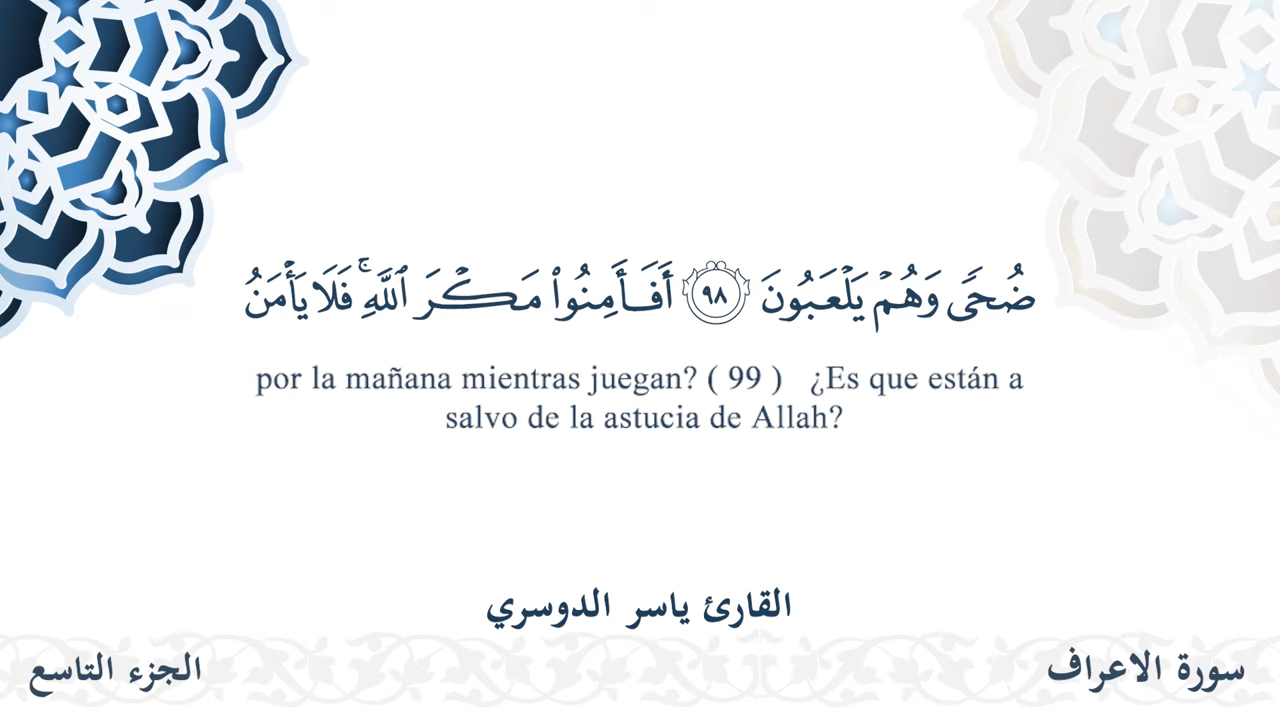 ضُحًى وَهُمْ يَلْعَبُونَ ٩٨ أَفَأَمِنُوا۟ مَكْرَ ٱللَّهِ ۚ فَلَا يَأْمَنُ
por la mañana mientras juegan? ( 99 ) ¿Es que están a
salvo de la astucia de Allah?
القارئ ياسر الدوسري
سورة الاعراف
الجزء التاسع